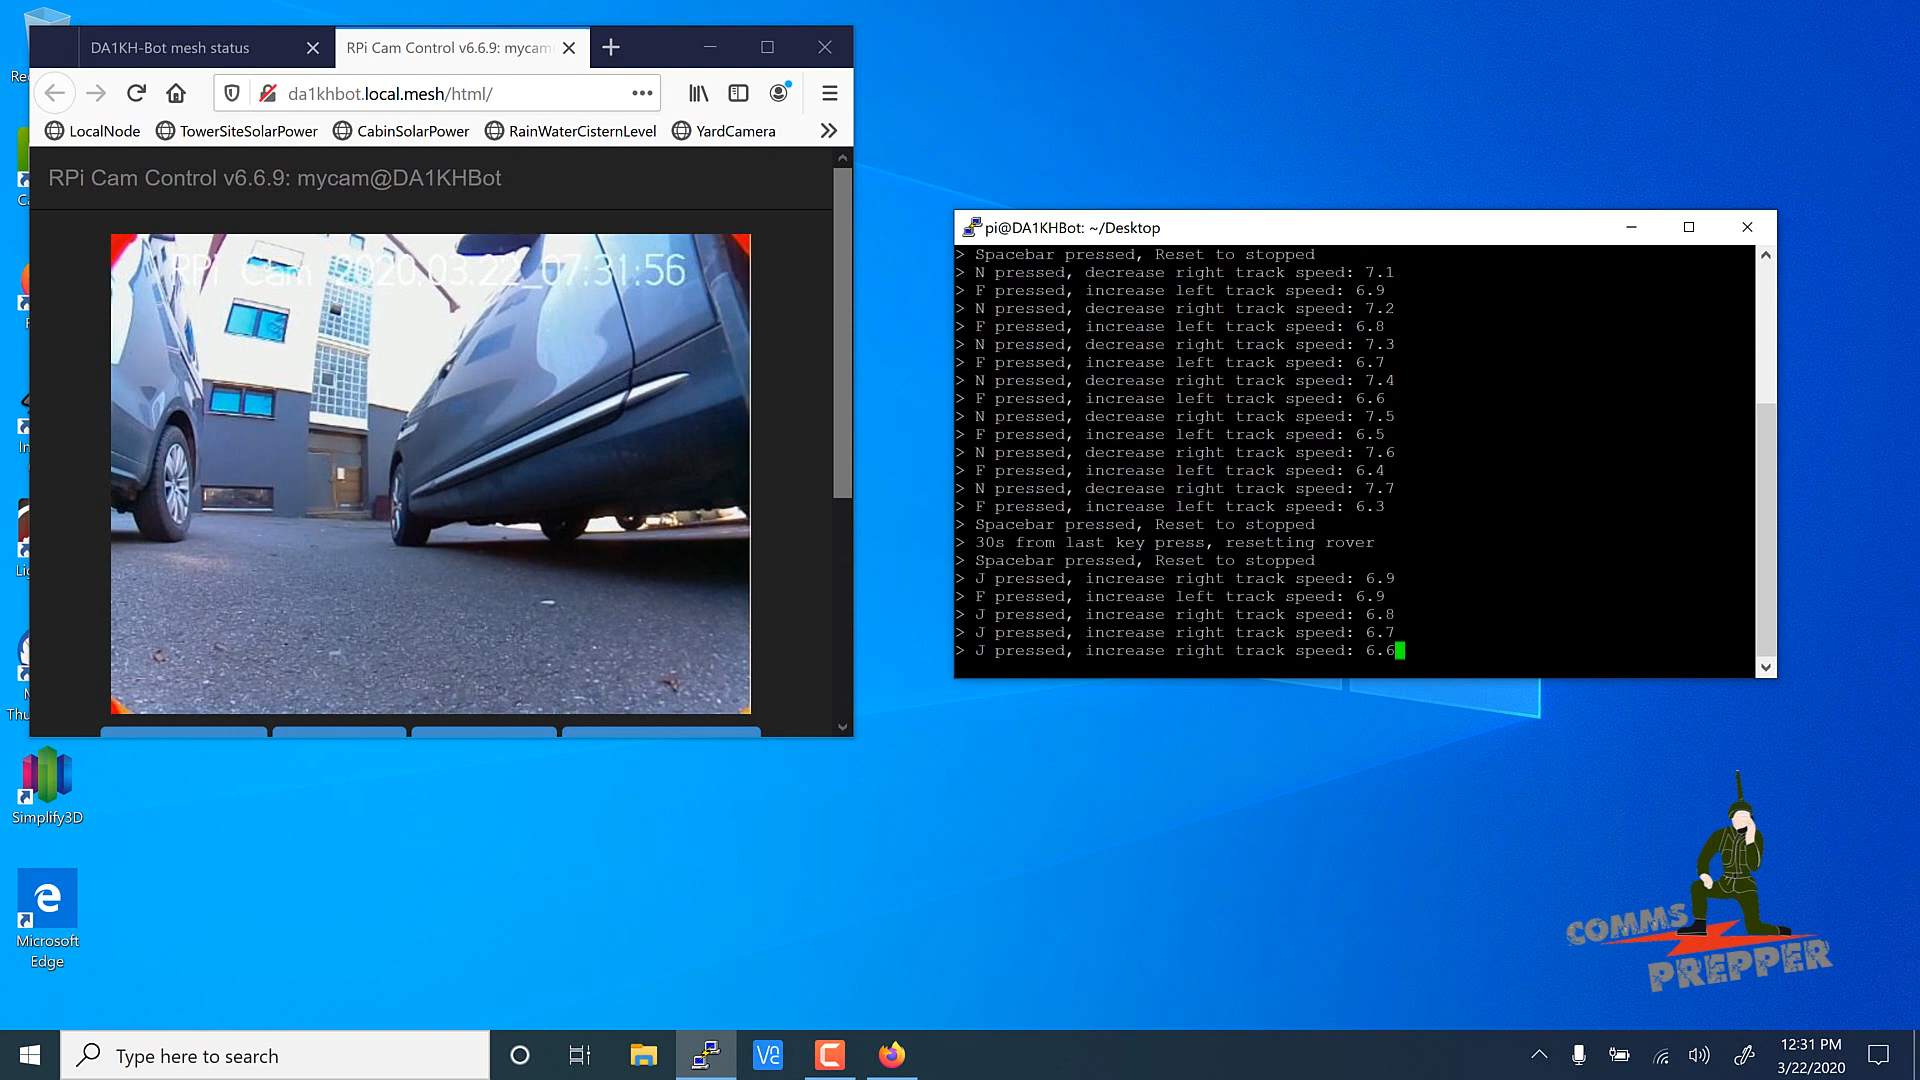 DA1KH-Bot mesh status
RPi Cam Control v6.6.9: mycam
da1khbot.local.mesh/html/
LocalNode
TowerSiteSolarPower
CabinSolarPower
RainWaterCisternLevel
YardCamera
RPi Cam Control v6.6.9: mycam@DA1KHBot
RPi Cam 2020.03.22_07:31:56
pi@DA1KHBot: ~/Desktop
> Spacebar pressed, Reset to stopped
> N pressed, decrease right track speed: 7.1
> F pressed, increase left track speed: 6.9
> N pressed, decrease right track speed: 7.2
> F pressed, increase left track speed: 6.8
> N pressed, decrease right track speed: 7.3
> F pressed, increase left track speed: 6.7
> N pressed, decrease right track speed: 7.4
> F pressed, increase left track speed: 6.6
> N pressed, decrease right track speed: 7.5
> F pressed, increase left track speed: 6.5
> N pressed, decrease right track speed: 7.6
> F pressed, increase left track speed: 6.4
> N pressed, decrease right track speed: 7.7
> F pressed, increase left track speed: 6.3
> Spacebar pressed, Reset to stopped
> 30s from last key press, resetting rover
> Spacebar pressed, Reset to stopped
> J pressed, increase right track speed: 6.9
> F pressed, increase left track speed: 6.9
> J pressed, increase right track speed: 6.8
> J pressed, increase right track speed: 6.7
> J pressed, increase right track speed: 6.6
Simplify3D
Microsoft
Edge
COMMS
PREPPER
Type here to search
12:31 PM
3/22/2020